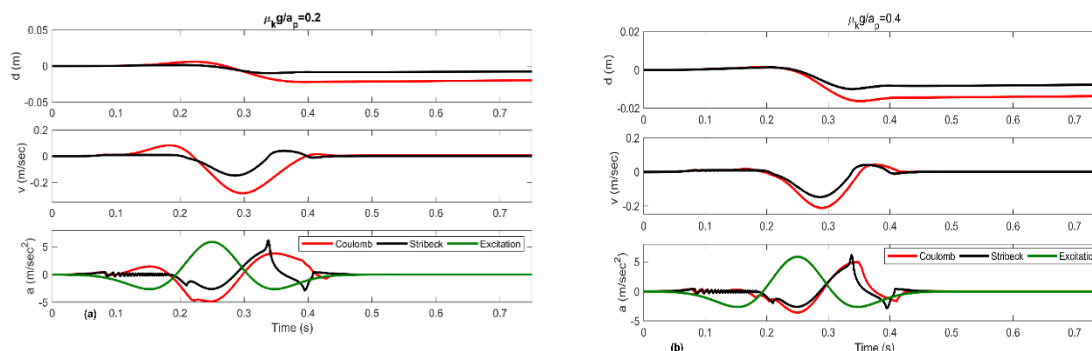 μkg/ap=0.2
0.05
0
-0.05
d (m)
0 0.1 0.2 0.3 0.4 0.5 0.6 0.7
0.2
0
-0.2
v (m/sec)
0 0.1 0.2 0.3 0.4 0.5 0.6 0.7
5
0
-5
a (m/sec2)
Coulomb Stribeck Excitation
(a)
0 0.1 0.2 0.3 0.4 0.5 0.6 0.7
Time (s)
μkg/ap=0.4
0.02
0
-0.02
d (m)
0 0.1 0.2 0.3 0.4 0.5 0.6 0.7
0.2
0
-0.2
v (m/sec)
0 0.1 0.2 0.3 0.4 0.5 0.6 0.7
5
0
-5
a (m/sec2)
Coulomb Stribeck Excitation
0 0.1 0.2 0.3 0.4 0.5 0.6 0.7
(b) Time (s)